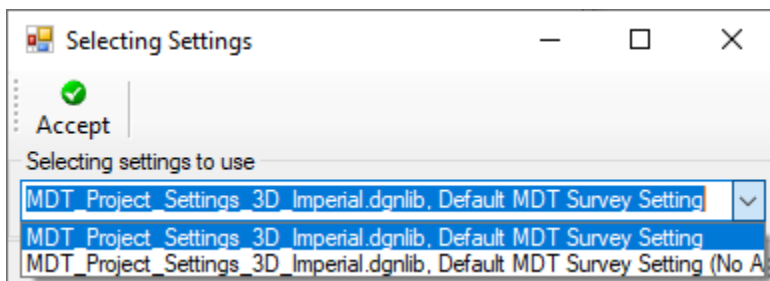 Selecting Settings
Accept
Selecting settings to use
MDT_Project_Settings_3D_Imperial.dgnlib, Default MDT Survey Setting
MDT_Project_Settings_3D_Imperial.dgnlib, Default MDT Survey Setting
MDT_Project_Settings_3D_Imperial.dgnlib, Default MDT Survey Setting (No A